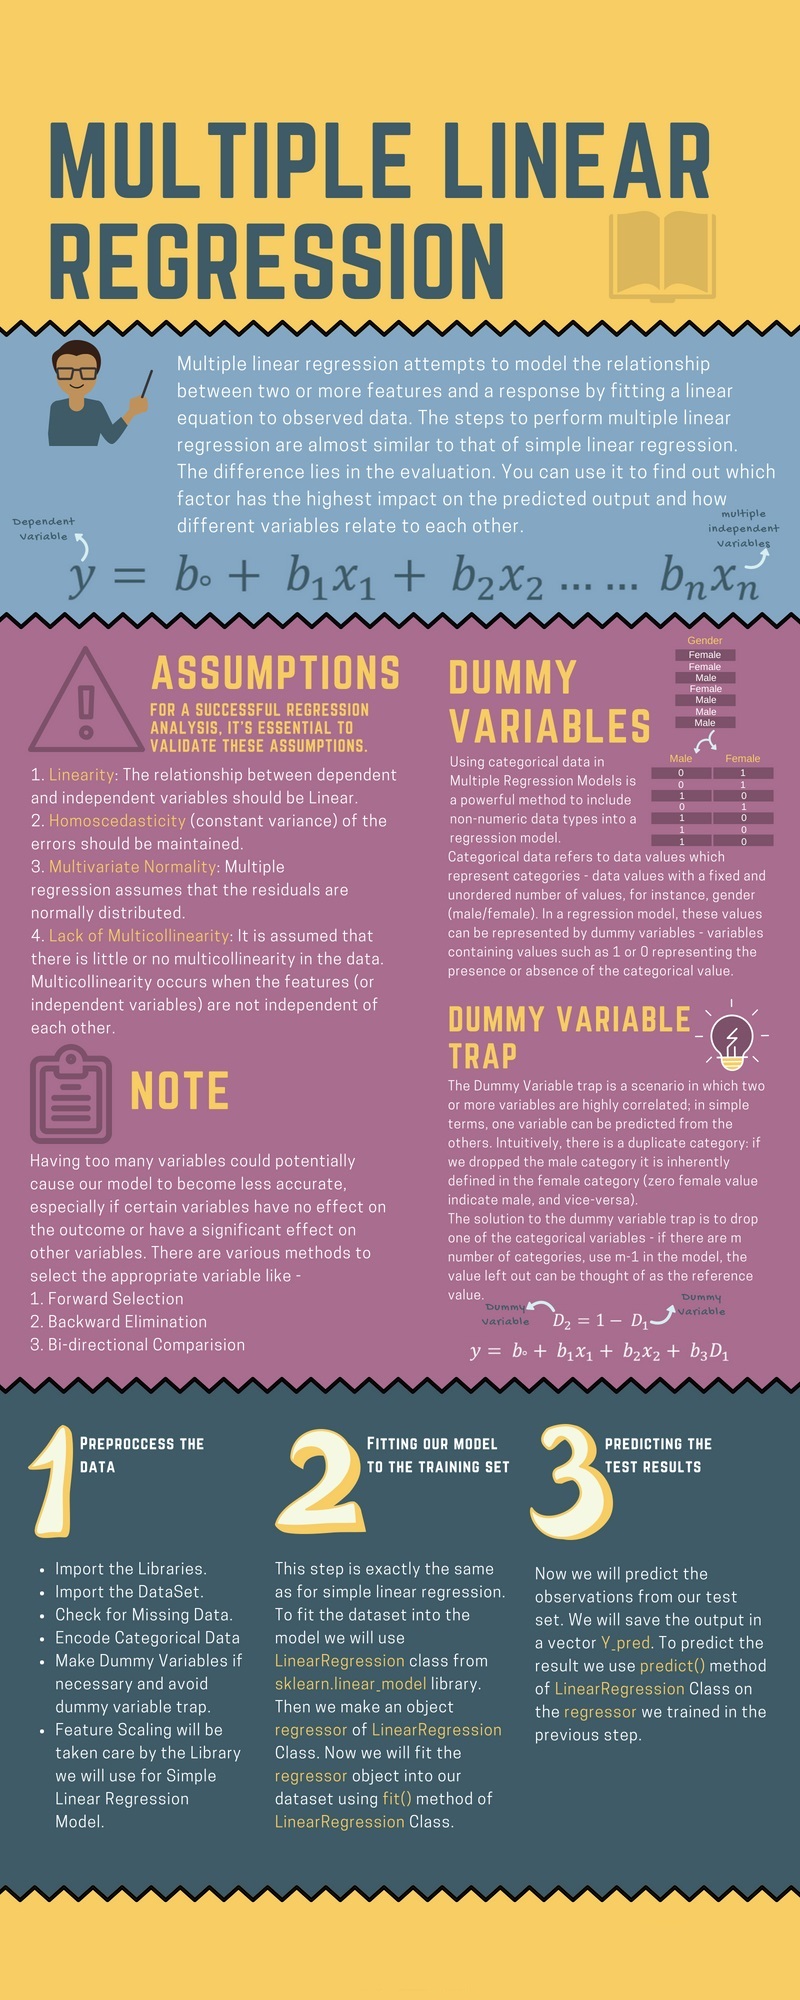 MULTIPLE LINEAR
REGRESSION
Multiple linear regression attempts to model the relationship
between two or more features and a response by fitting a linear
equation to observed data. The steps to perform multiple linear
regression are almost similar to that of simple linear regression.
The difference lies in the evaluation. You can use it to find out which
factor has the highest impact on the predicted output and how
different variables relate to each other.
Dependent
Variable
multiple
independent
variables
y = b₀ + b₁x₁ + b₂x₂ … … bₙxₙ
ASSUMPTIONS
FOR A SUCCESSFUL REGRESSION
ANALYSIS, IT'S ESSENTIAL TO
VALIDATE THESE ASSUMPTIONS.
1. Linearity: The relationship between dependent
and independent variables should be Linear.
2. Homoscedasticity (constant variance) of the
errors should be maintained.
3. Multivariate Normality: Multiple
regression assumes that the residuals are
normally distributed.
4. Lack of Multicollinearity: It is assumed that
there is little or no multicollinearity in the data.
Multicollinearity occurs when the features (or
independent variables) are not independent of
each other.
NOTE
Having too many variables could potentially
cause our model to become less accurate,
especially if certain variables have no effect on
the outcome or have a significant effect on
other variables. There are various methods to
select the appropriate variable like -
1. Forward Selection
2. Backward Elimination
3. Bi-directional Comparision
DUMMY
VARIABLES
Gender
Female
Female
Male
Female
Male
Male
Male
Male Female
0 1
0 1
1 0
0 1
1 0
1 0
1 0
Using categorical data in
Multiple Regression Models is
a powerful method to include
non-numeric data types into a
regression model.
Categorical data refers to data values which
represent categories - data values with a fixed and
unordered number of values, for instance, gender
(male/female). In a regression model, these values
can be represented by dummy variables - variables
containing values such as 1 or 0 representing the
presence or absence of the categorical value.
DUMMY VARIABLE
TRAP
The Dummy Variable trap is a scenario in which two
or more variables are highly correlated; in simple
terms, one variable can be predicted from the
others. Intuitively, there is a duplicate category: if
we dropped the male category it is inherently
defined in the female category (zero female value
indicate male, and vice-versa).
The solution to the dummy variable trap is to drop
one of the categorical variables - if there are m
number of categories, use m-1 in the model, the
value left out can be thought of as the reference
value.
Dummy
Variable
D₂ = 1 − D₁
Dummy
Variable
y = b₀ + b₁x₁ + b₂x₂ + b₃D₁
1
PREPROCCESS THE
DATA
• Import the Libraries.
• Import the DataSet.
• Check for Missing Data.
• Encode Categorical Data
• Make Dummy Variables if
necessary and avoid
dummy variable trap.
• Feature Scaling will be
taken care by the Library
we will use for Simple
Linear Regression
Model.
2
FITTING OUR MODEL
TO THE TRAINING SET
This step is exactly the same
as for simple linear regression.
To fit the dataset into the
model we will use
LinearRegression class from
sklearn.linear_model library.
Then we make an object
regressor of LinearRegression
Class. Now we will fit the
regressor object into our
dataset using fit() method of
LinearRegression Class.
3
PREDICTING THE
TEST RESULTS
Now we will predict the
observations from our test
set. We will save the output in
a vector Y_pred. To predict the
result we use predict() method
of LinearRegression Class on
the regressor we trained in the
previous step.